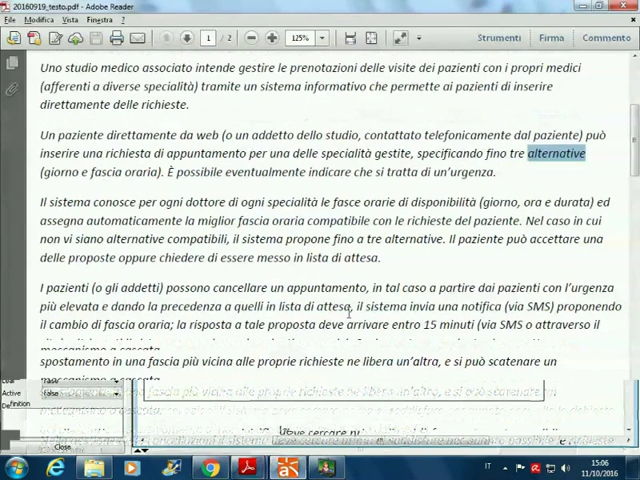 20160919_testo.pdf - Adobe Reader
File Modifica Vista Finestra
1 / 2 125% Strumenti Firma Commento
Uno studio medico associato intende gestire le prenotazioni delle visite dei pazienti con i propri medici
(afferenti a diverse specialità) tramite un sistema informativo che permette ai pazienti di inserire
direttamente delle richieste.
Un paziente direttamente da web (o un addetto dello studio, contattato telefonicamente dal paziente) può
inserire una richiesta di appuntamento per una delle specialità gestite, specificando fino tre alternative
(giorno e fascia oraria). È possibile eventualmente indicare che si tratta di un'urgenza.
Il sistema conosce per ogni dottore di ogni specialità le fasce orarie di disponibilità (giorno, ora e durata) ed
assegna automaticamente la miglior fascia oraria compatibile con le richieste del paziente. Nel caso in cui
non vi siano alternative compatibili, il sistema propone fino a tre alternative. Il paziente può accettare una
delle proposte oppure chiedere di essere messo in lista di attesa.
I pazienti (o gli addetti) possono cancellare un appuntamento, in tal caso a partire dai pazienti con l'urgenza
più elevata e dando la precedenza a quelli in lista di attesa, il sistema invia una notifica (via SMS) proponendo
il cambio di fascia oraria; la risposta a tale proposta deve arrivare entro 15 minuti (via SMS o attraverso il
spostamento in una fascia più vicina alle proprie richieste ne libera un'altra, e si può scatenare un
meccanismo a cascata
false
Active false
Definition
deve cercare
Close
IT 15:06
11/10/2016